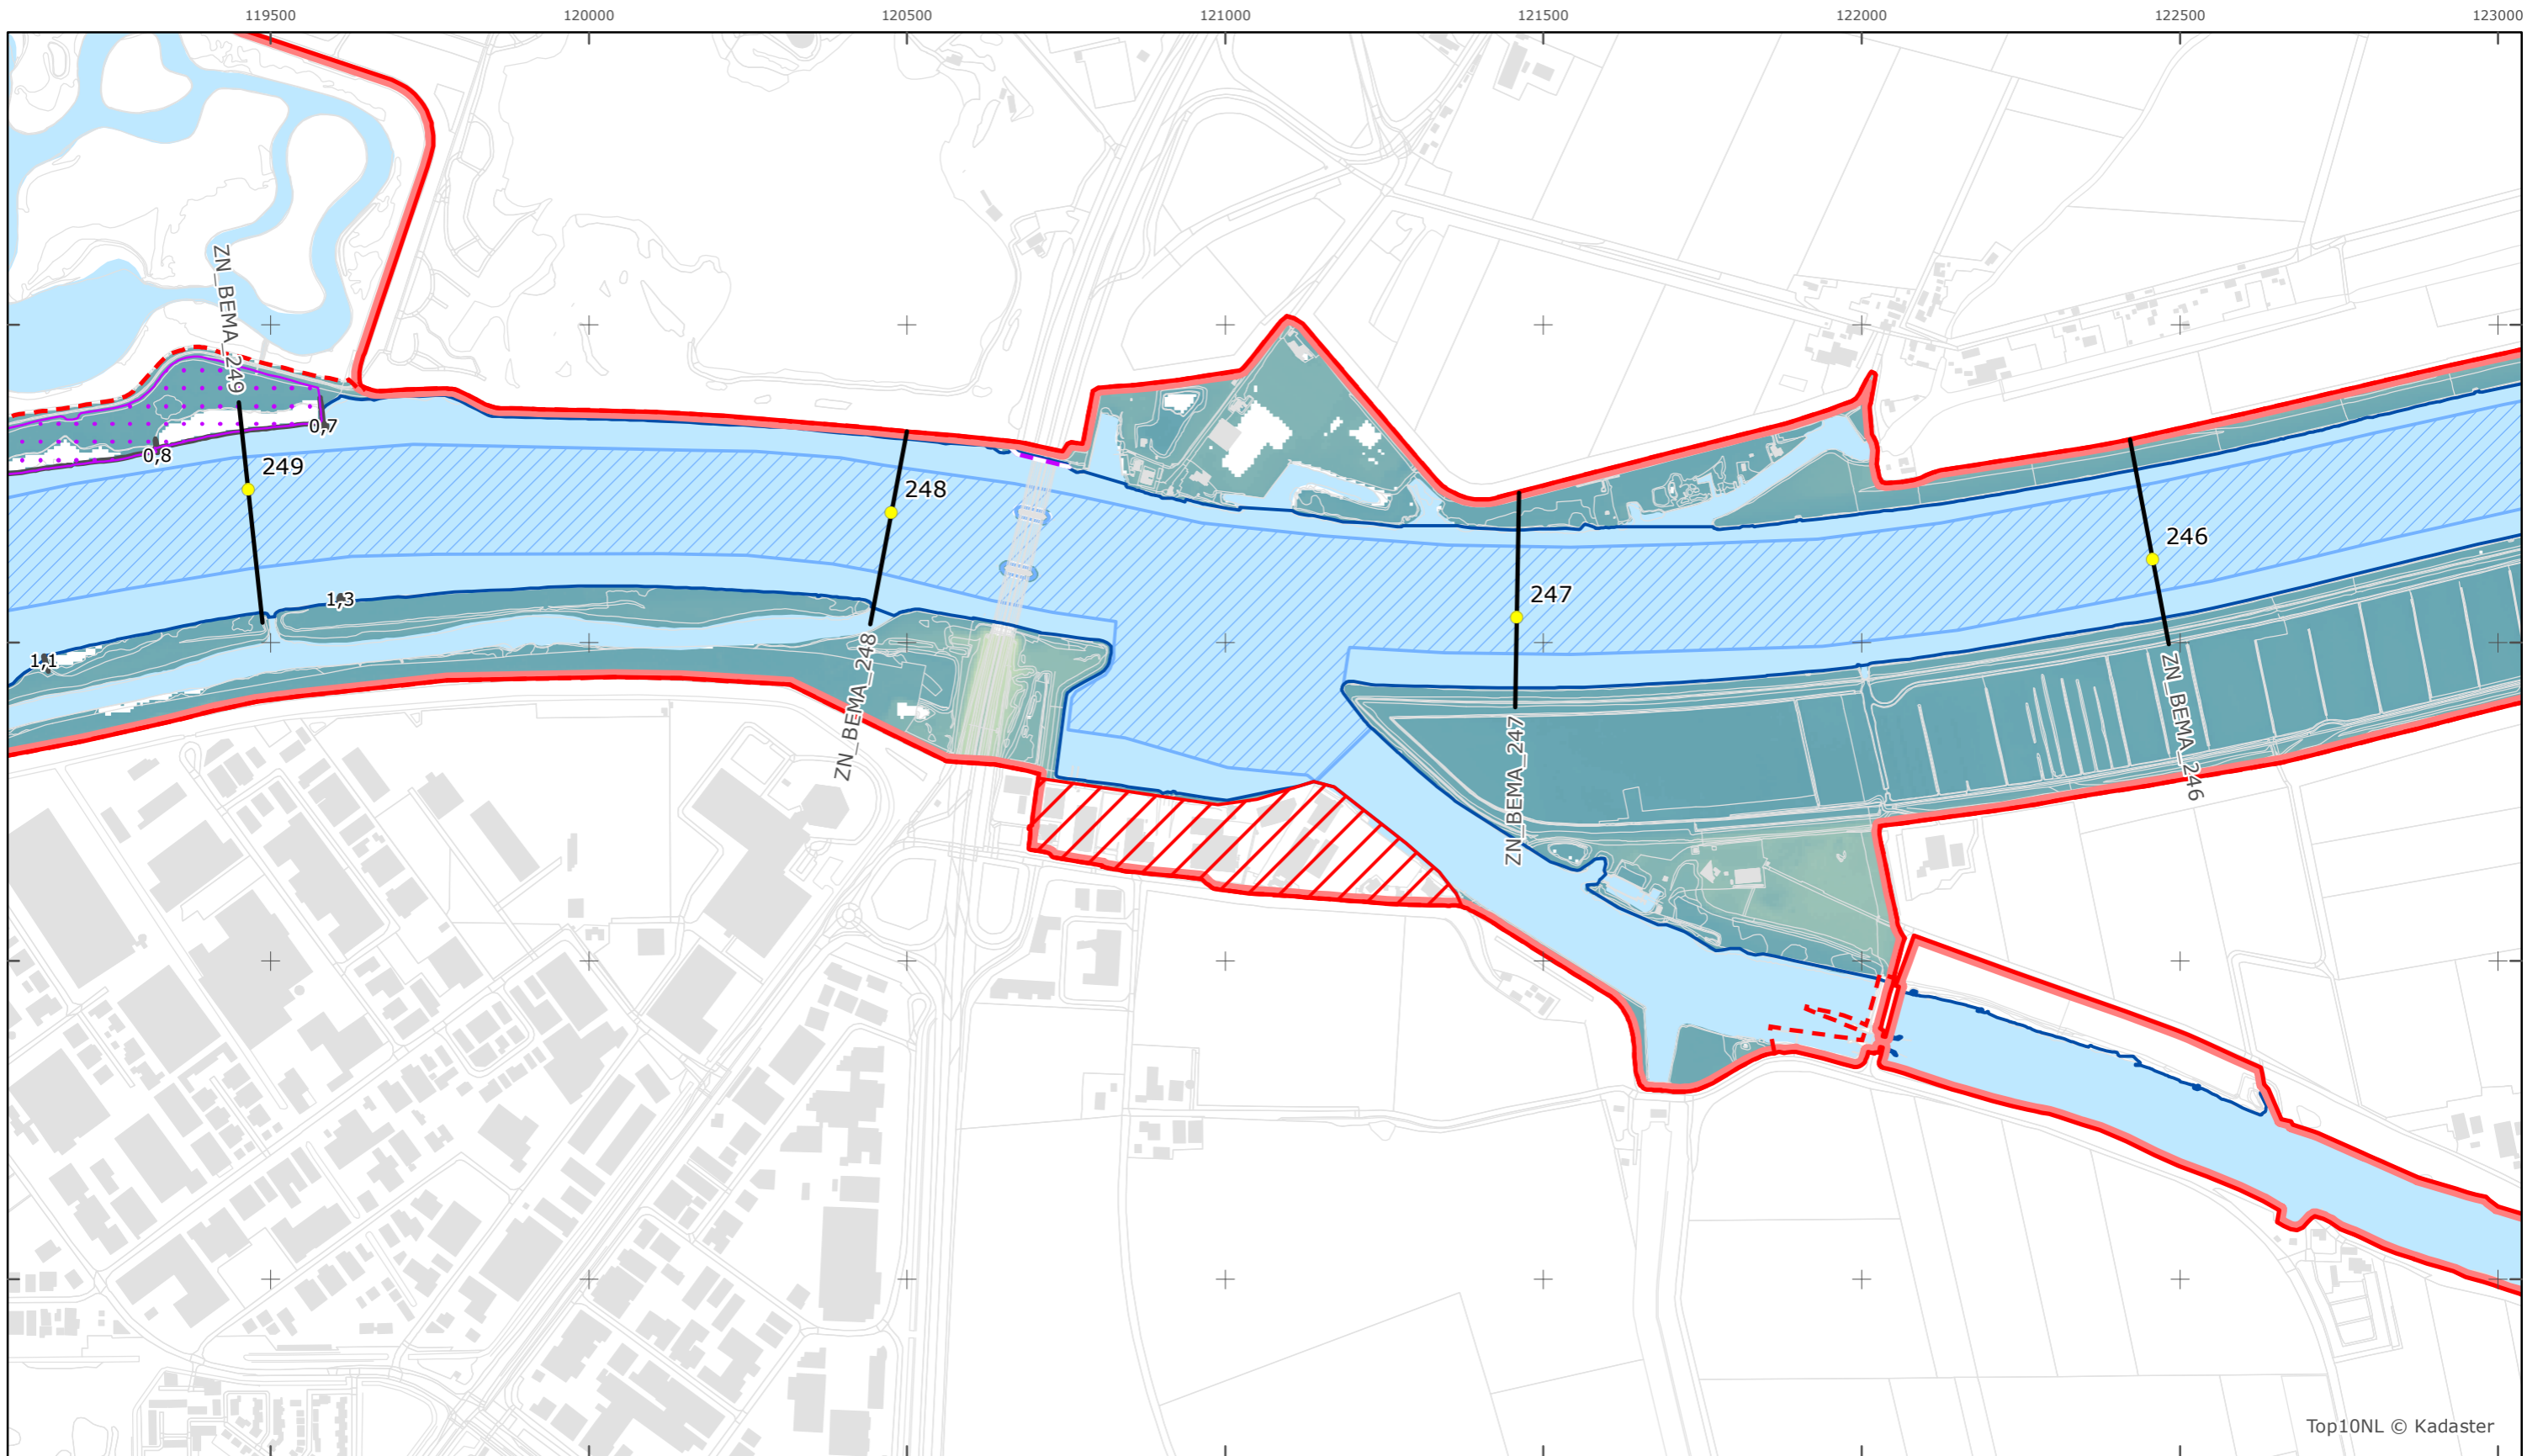 119500 120000 120500 121000 121500 122000 122500 123000
ZN_BEMA_249
249
0,7
0,8
248
246
247
1,3
1,1
ZN_BEMA_248
ZN_BEMA_247
ZN_BEMA_246
Top10NL © Kadaster